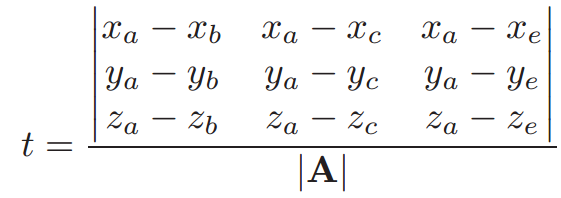 |x_a − x_b   x_a − x_c   x_a − x_e|
|y_a − y_b   y_a − y_c   y_a − y_e|
|z_a − z_b   z_a − z_c   z_a − z_e|
t =
|A|